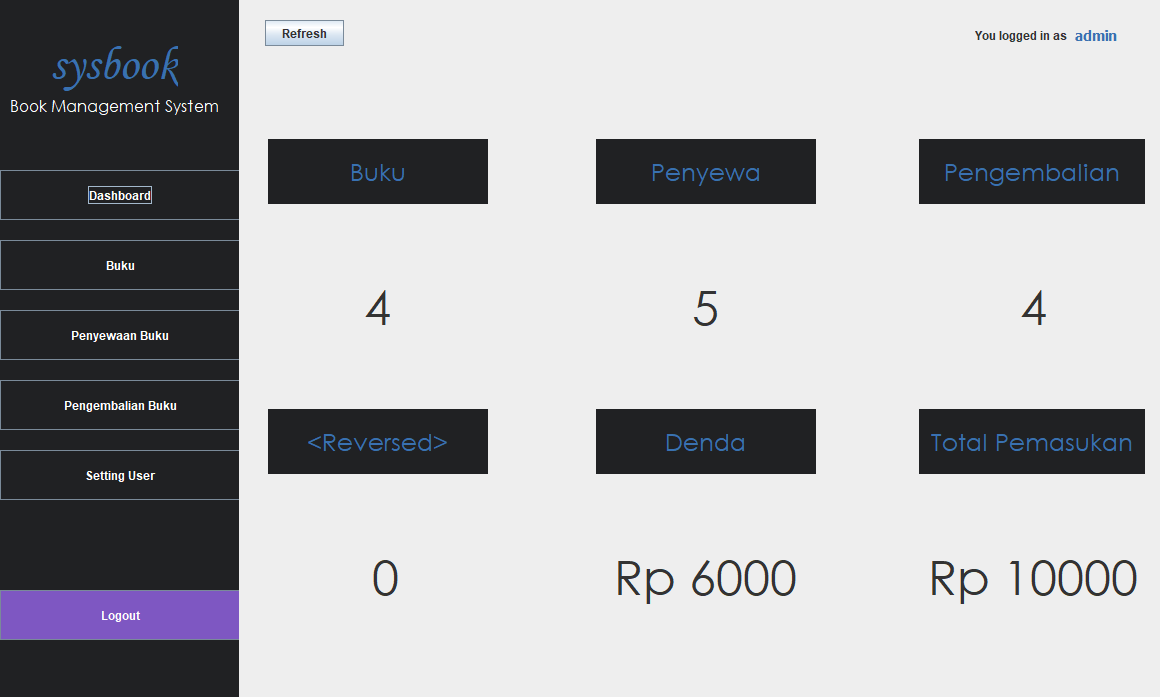 sysbook
Book Management System
Dashboard
Buku
Penyewaan Buku
Pengembalian Buku
Setting User
Logout
Refresh
You logged in as admin
Buku
Penyewa
Pengembalian
4
5
4
<Reversed>
Denda
Total Pemasukan
0
Rp 6000
Rp 10000